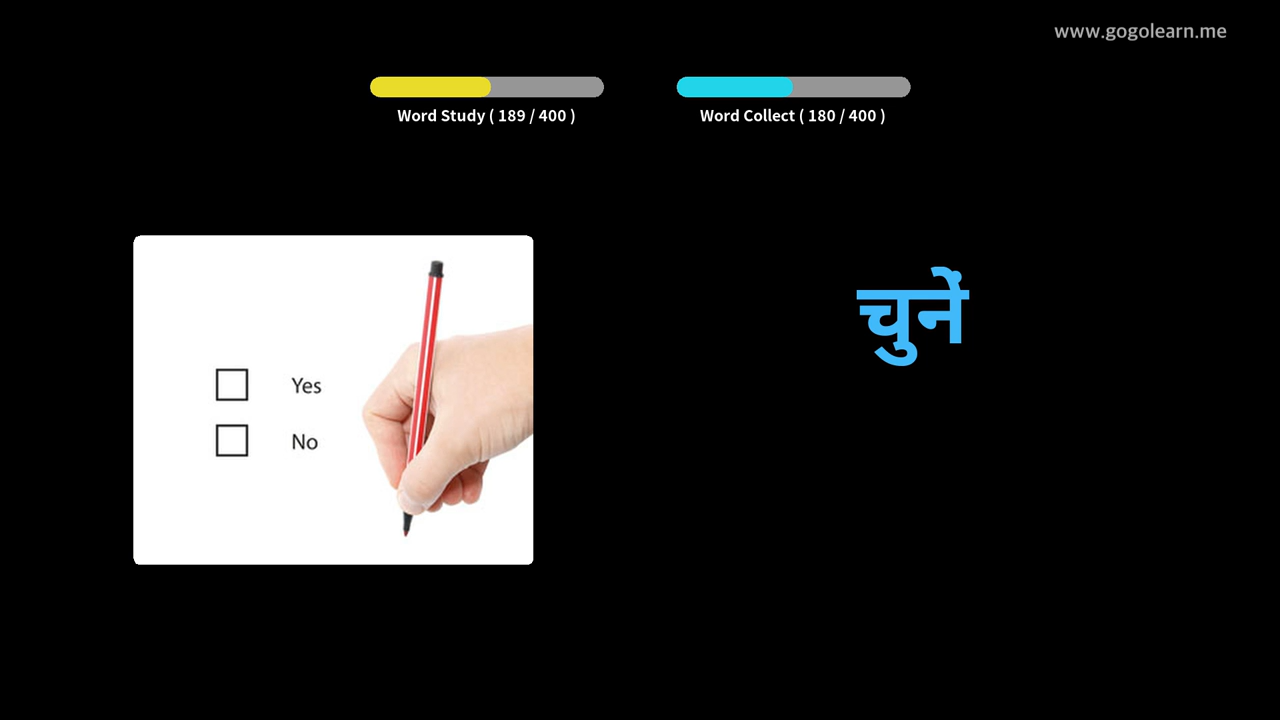 www.gogolearn.me
Word Study ( 189 / 400 )
Word Collect ( 180 / 400 )
चुनें
Yes
No